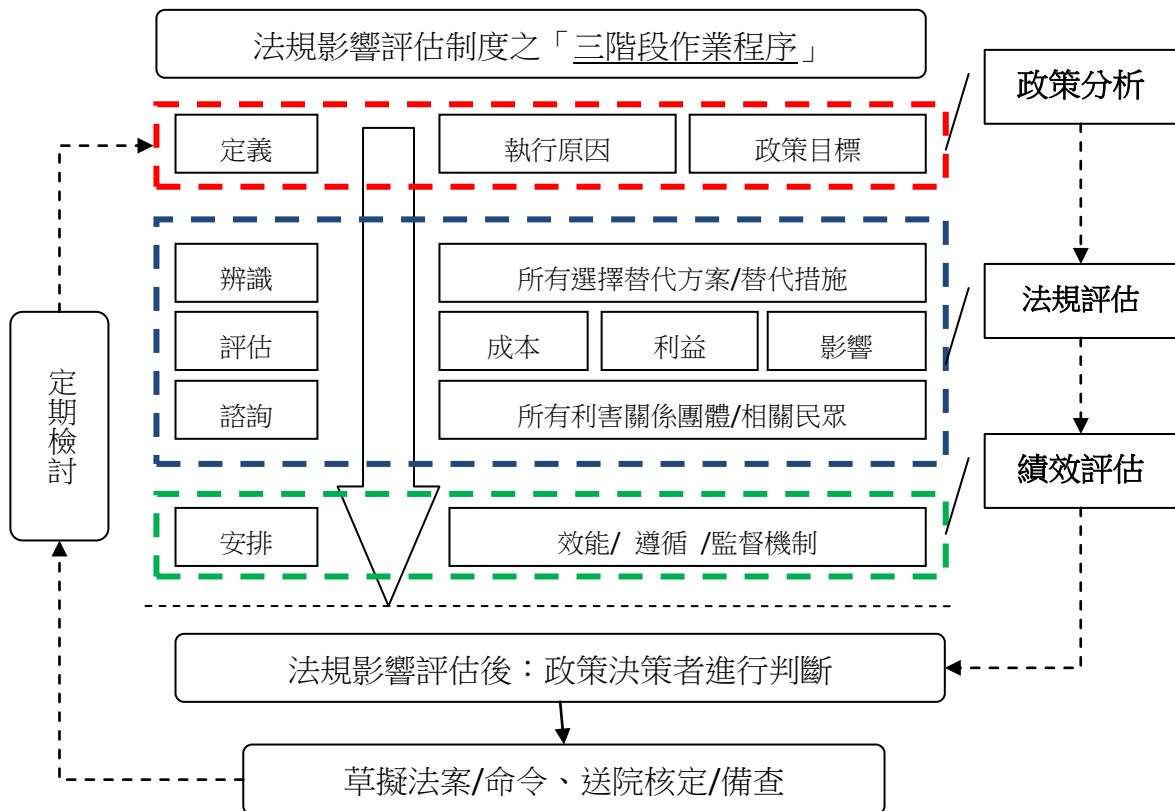 法規影響評估制度之「三階段作業程序」
政策分析
定義
執行原因
政策目標
辨識
所有選擇替代方案/替代措施
法規評估
評估
成本
利益
影響
諮詢
所有利害關係團體/相關民眾
定期檢討
績效評估
安排
效能/ 遵循 /監督機制
法規影響評估後：政策決策者進行判斷
草擬法案/命令、送院核定/備查